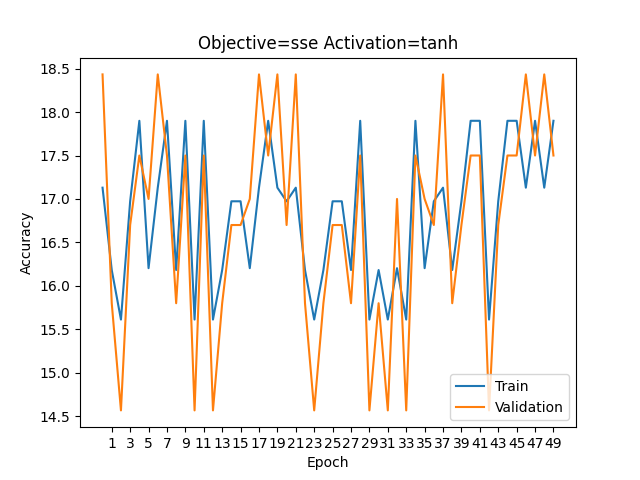 Objective=sse Activation=tanh
18.5
18.0
17.5
17.0
16.5
16.0
15.5
15.0
14.5
Accuracy
Train
Validation
1 3 5 7 9 11 13 15 17 19 21 23 25 27 29 31 33 35 37 39 41 43 45 47 49
Epoch